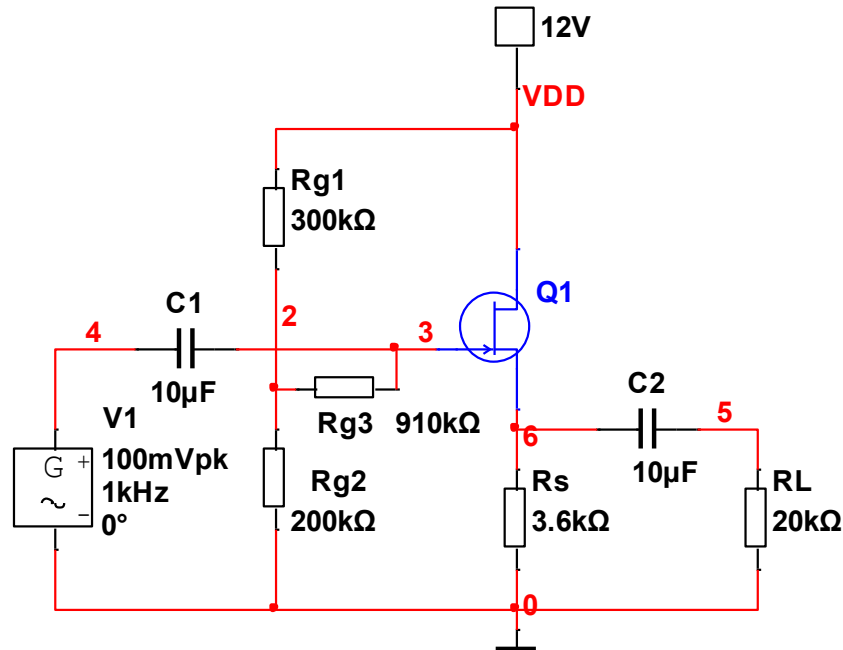 12V
VDD
Rg1
300kΩ
Q1
C1
4
2
3
10µF
C2
5
V1
Rg3 910kΩ
6
10µF
G +
100mVpk
1kHz
0°
~
−
Rg2
200kΩ
Rs
3.6kΩ
RL
20kΩ
0